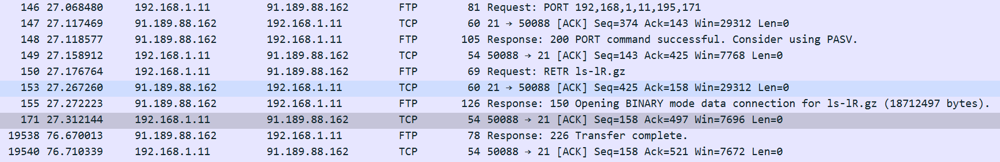 146 27.068480 192.168.1.11 91.189.88.162 FTP 81 Request: PORT 192,168,1,11,195,171
147 27.117469 91.189.88.162 192.168.1.11 TCP 60 21 → 50088 [ACK] Seq=374 Ack=143 Win=29312 Len=0
148 27.118577 91.189.88.162 192.168.1.11 FTP 105 Response: 200 PORT command successful. Consider using PASV.
149 27.158912 192.168.1.11 91.189.88.162 TCP 54 50088 → 21 [ACK] Seq=143 Ack=425 Win=7768 Len=0
150 27.176764 192.168.1.11 91.189.88.162 FTP 69 Request: RETR ls-lR.gz
153 27.267260 91.189.88.162 192.168.1.11 TCP 60 21 → 50088 [ACK] Seq=425 Ack=158 Win=29312 Len=0
155 27.272223 91.189.88.162 192.168.1.11 FTP 126 Response: 150 Opening BINARY mode data connection for ls-lR.gz (18712497 bytes).
171 27.312144 192.168.1.11 91.189.88.162 TCP 54 50088 → 21 [ACK] Seq=158 Ack=497 Win=7696 Len=0
19538 76.670013 91.189.88.162 192.168.1.11 FTP 78 Response: 226 Transfer complete.
19540 76.710339 192.168.1.11 91.189.88.162 TCP 54 50088 → 21 [ACK] Seq=158 Ack=521 Win=7672 Len=0